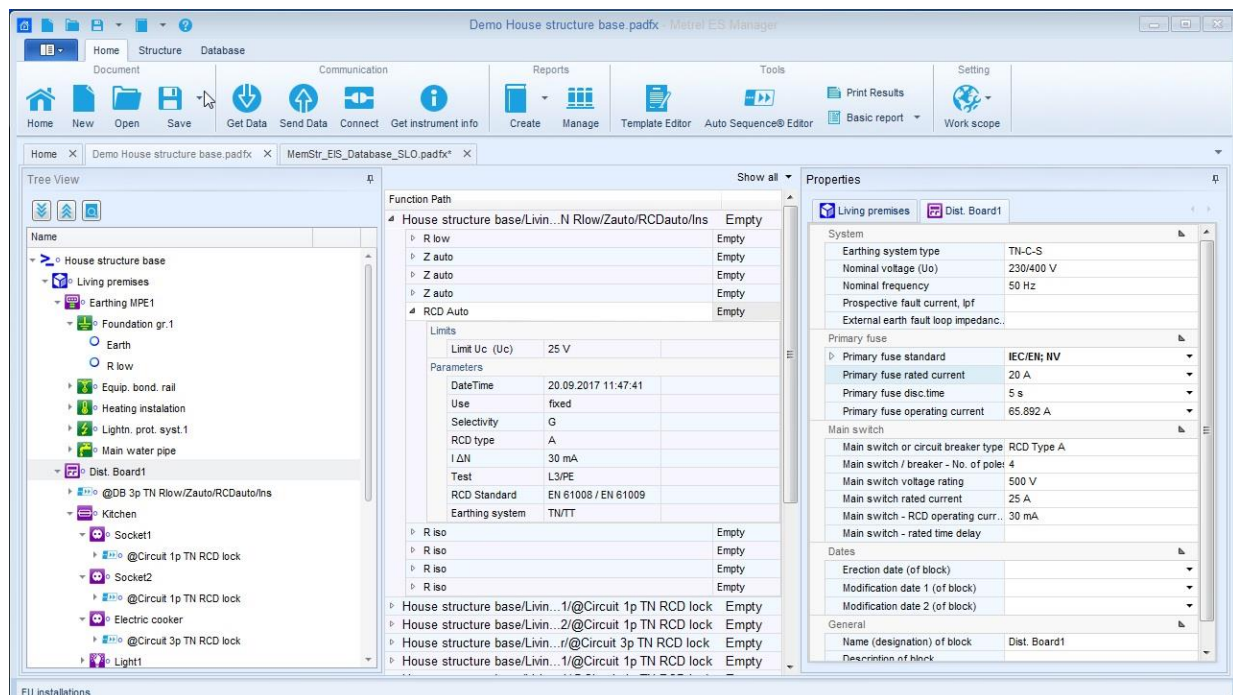 Demo House structure base.padfx - Metrel ES Manager
Home Structure Database
Document Communication Reports Tools Setting
Home New Open Save Get Data Send Data Connect Get instrument info Create Manage Template Editor Auto Sequence® Editor Print Results Basic report Work scope
Home X Demo House structure base.padfx X MemStr_EIS_Database_SLO.padfx* X
Tree View
Name
House structure base
Living premises
Earthing MPE1
Foundation gr.1
Earth
R low
Equip. bond. rail
Heating instalation
Lightn. prot. syst.1
Main water pipe
Dist. Board1
@DB 3p TN Rlow/Zauto/RCDauto/Ins
Kitchen
Socket1
@Circuit 1p TN RCD lock
Socket2
@Circuit 1p TN RCD lock
Electric cooker
@Circuit 3p TN RCD lock
Light1
Show all
Function Path
House structure base/Livin...N Rlow/Zauto/RCDauto/Ins Empty
R low Empty
Z auto Empty
Z auto Empty
Z auto Empty
RCD Auto Empty
Limits
Limit Uc (Uc) 25 V
Parameters
DateTime 20.09.2017 11:47:41
Use fixed
Selectivity G
RCD type A
I ΔN 30 mA
Test L3/PE
RCD Standard EN 61008 / EN 61009
Earthing system TN/TT
R iso Empty
R iso Empty
R iso Empty
R iso Empty
House structure base/Livin...1/@Circuit 1p TN RCD lock Empty
House structure base/Livin...2/@Circuit 1p TN RCD lock Empty
House structure base/Livin...r/@Circuit 3p TN RCD lock Empty
House structure base/Livin...1/@Circuit 1p TN RCD lock Empty
Properties
Living premises Dist. Board1
System
Earthing system type TN-C-S
Nominal voltage (Uo) 230/400 V
Nominal frequency 50 Hz
Prospective fault current, Ipf
External earth fault loop impedanc..
Primary fuse
Primary fuse standard IEC/EN; NV
Primary fuse rated current 20 A
Primary fuse disc.time 5 s
Primary fuse operating current 65.892 A
Main switch
Main switch or circuit breaker type RCD Type A
Main switch / breaker - No. of poles 4
Main switch voltage rating 500 V
Main switch rated current 25 A
Main switch - RCD operating curr.. 30 mA
Main switch - rated time delay
Dates
Erection date (of block)
Modification date 1 (of block)
Modification date 2 (of block)
General
Name (designation) of block Dist. Board1
Description of block
EU installations